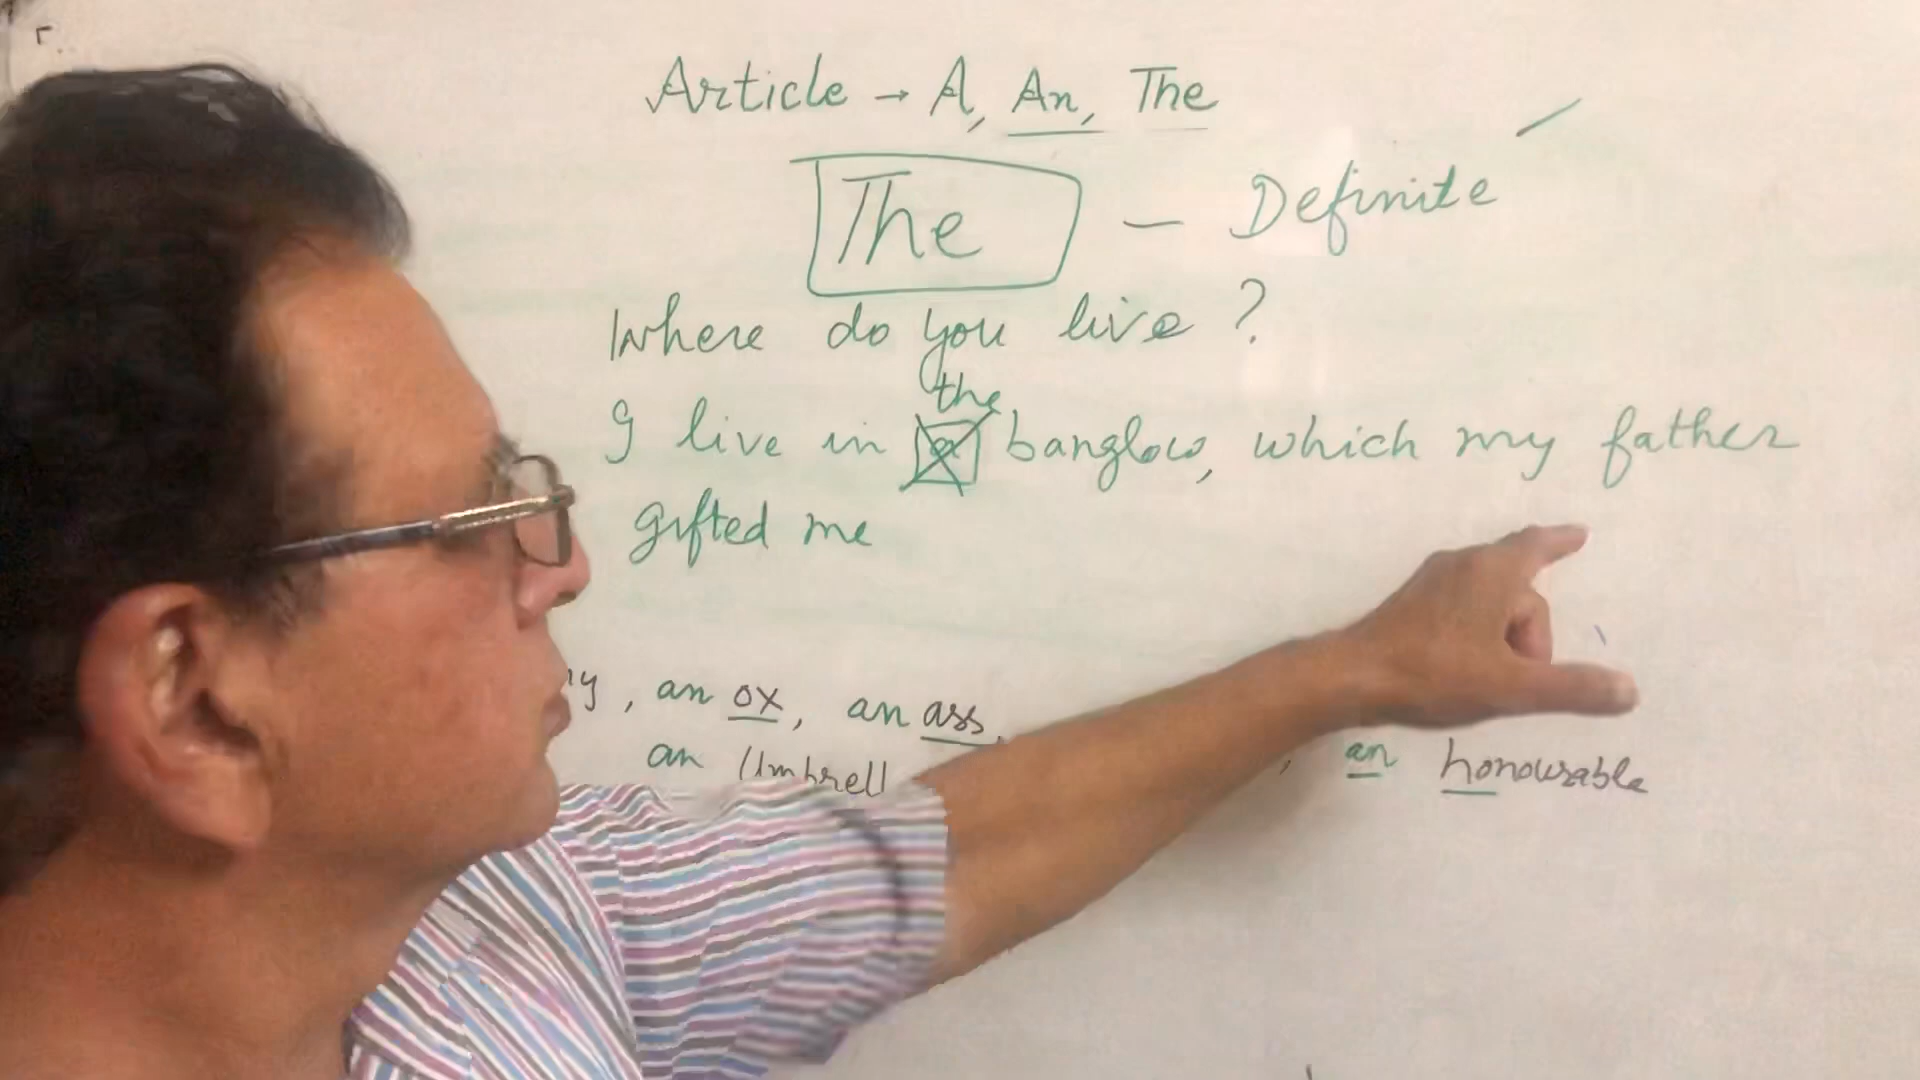 Article → A, An, The
The — Definite
Where do you live ?
the
I live in a banglow, which my father
gifted me
, an ox, an ass,
an Umbrell
, an honourable